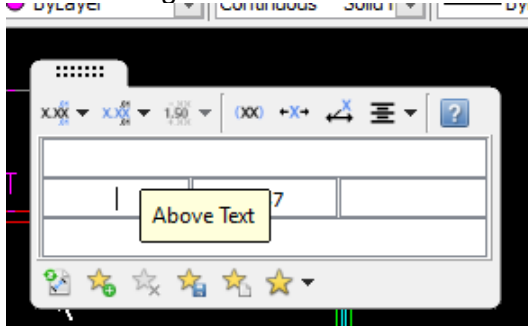 ByLayer Continuous Solid By
X.XX X.XX 1.50 (XX) X X
7
Above Text
T